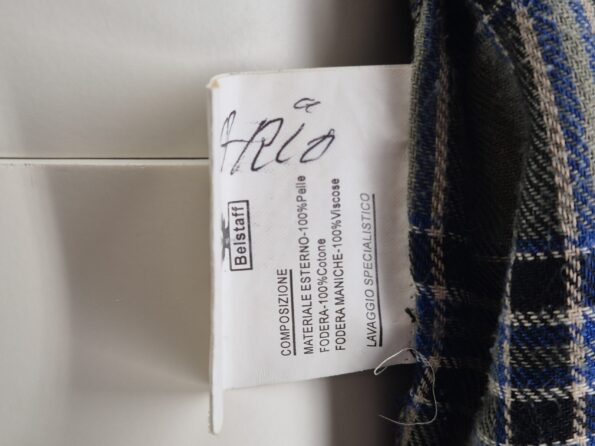 Belstaff
COMPOSIZIONE
MATERIALE ESTERNO-100%Pelle
FODERA-100%Cotone
FODERA MANICHE-100%Viscose
LAVAGGIO SPECIALISTICO